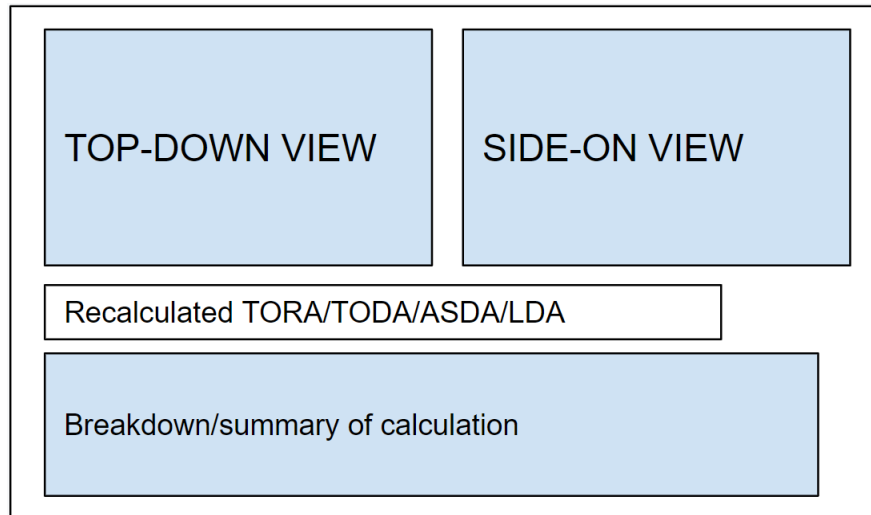 TOP-DOWN VIEW
SIDE-ON VIEW
Recalculated TORA/TODA/ASDA/LDA
Breakdown/summary of calculation